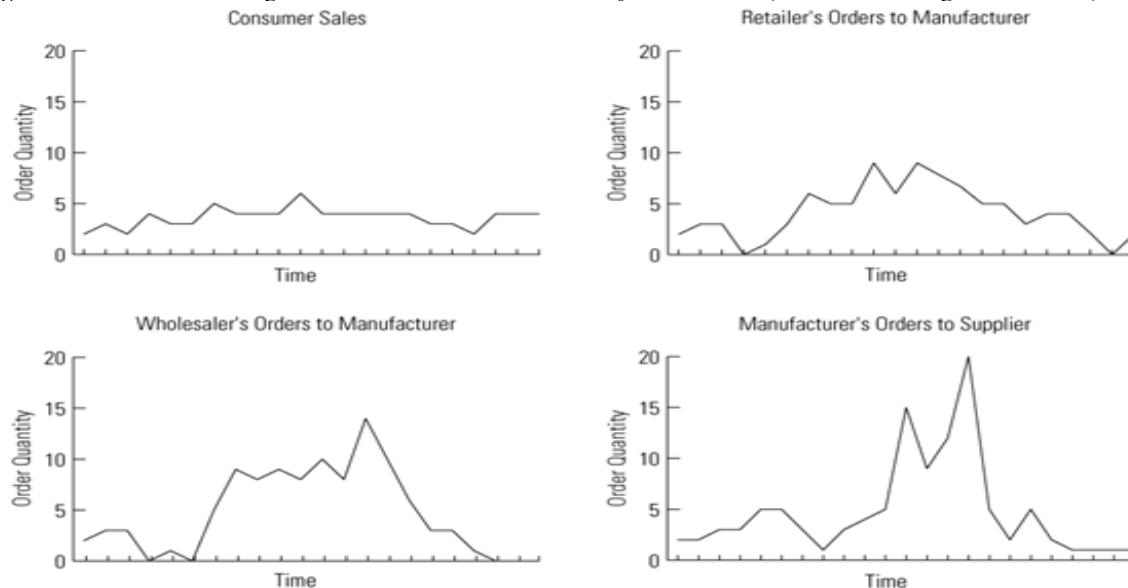 Consumer Sales
Order Quantity
20
15
10
5
0
Time
Retailer's Orders to Manufacturer
Order Quantity
20
15
10
5
0
Time
Wholesaler's Orders to Manufacturer
Order Quantity
20
15
10
5
0
Time
Manufacturer's Orders to Supplier
Order Quantity
20
15
10
5
0
Time